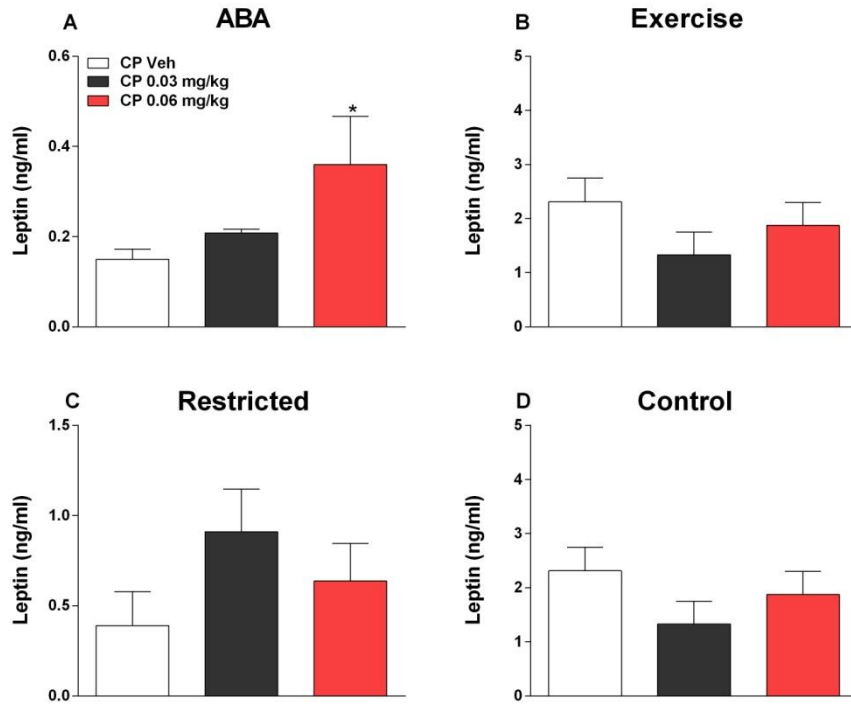 A
ABA
Leptin (ng/ml)
0.6
0.4
0.2
0.0
CP Veh
CP 0.03 mg/kg
CP 0.06 mg/kg
*
B
Exercise
Leptin (ng/ml)
5
4
3
2
1
0
C
Restricted
Leptin (ng/ml)
1.5
1.0
0.5
0.0
D
Control
Leptin (ng/ml)
5
4
3
2
1
0